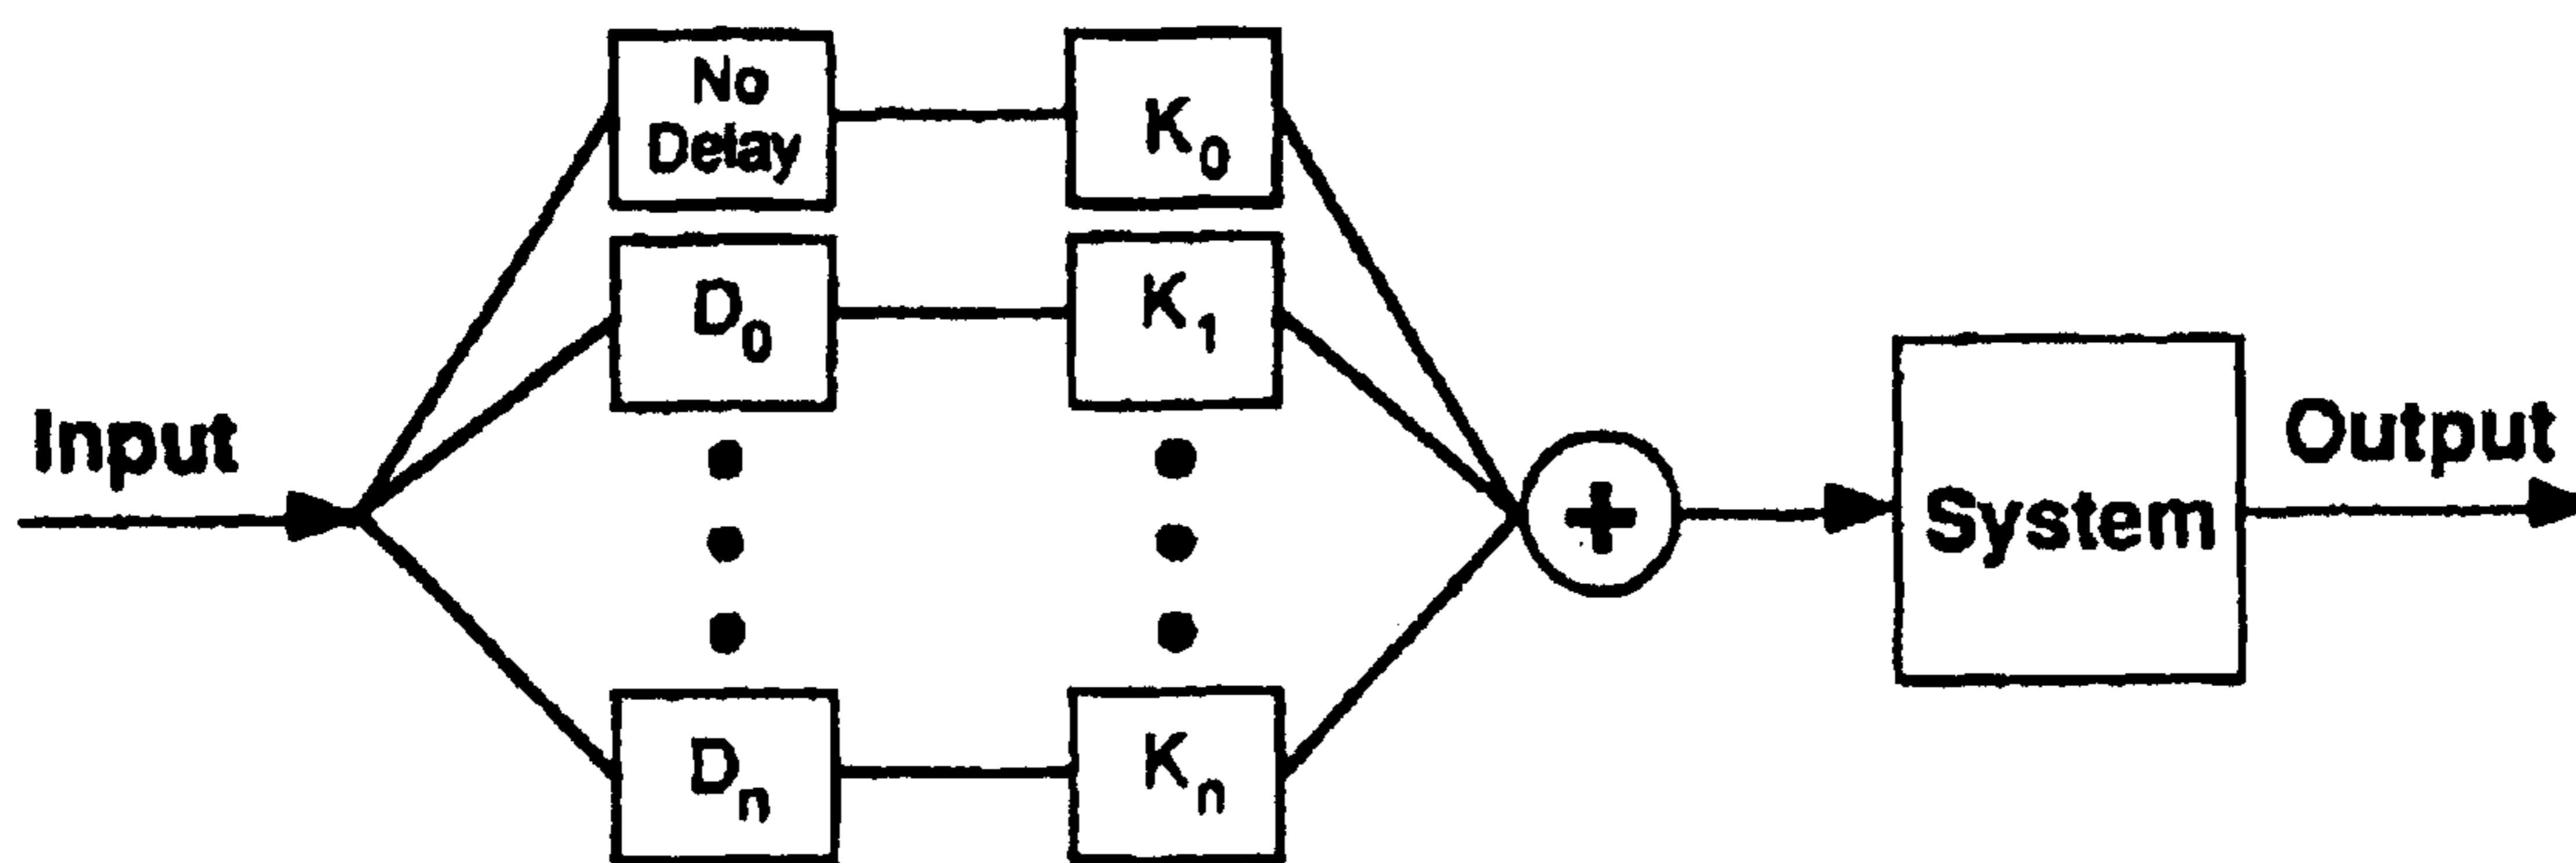 No
Delay
K₀
D₀
K₁
Input
Output
+
System
Dₙ
Kₙ